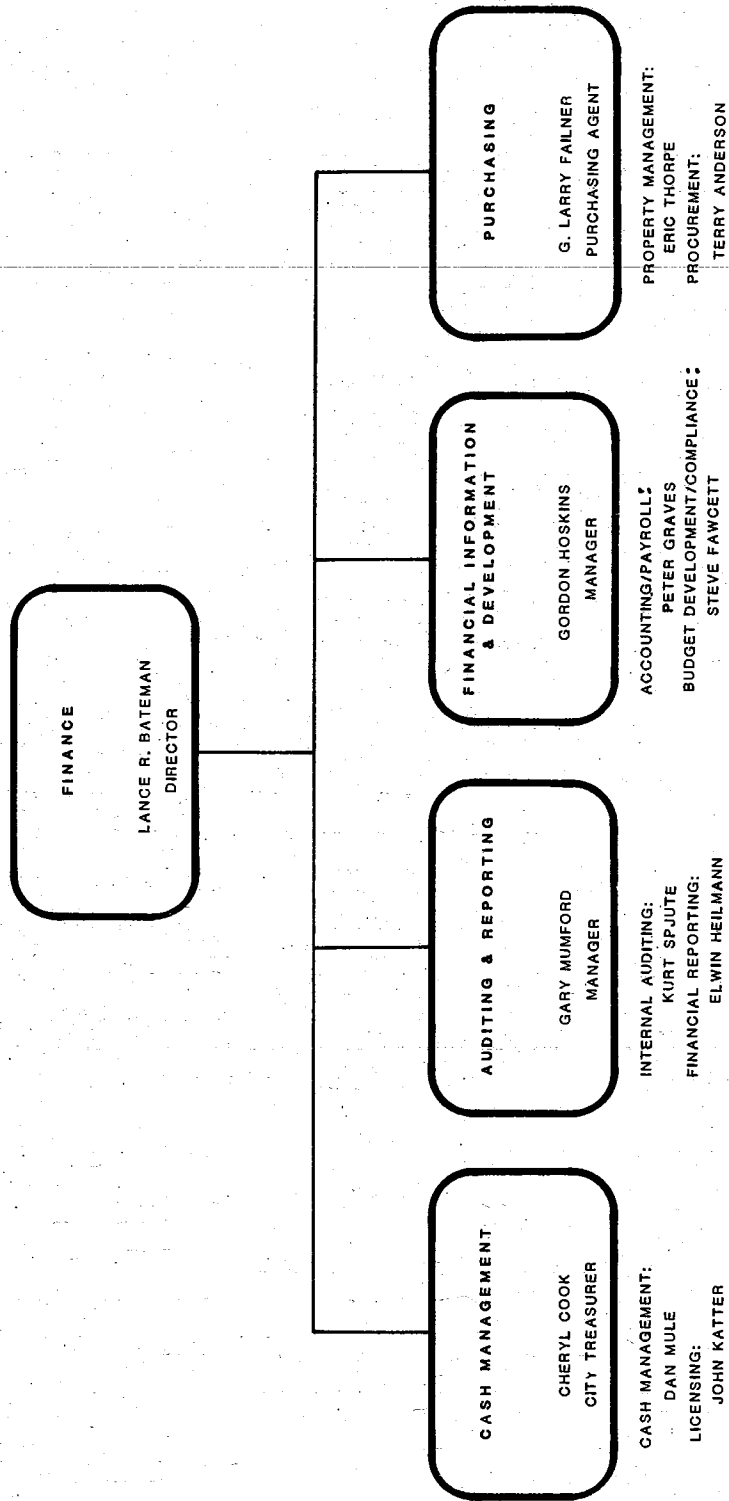 FINANCE
LANCE R. BATEMAN
DIRECTOR
CASH MANAGEMENT
CHERYL COOK
CITY TREASURER
CASH MANAGEMENT:
DAN MULE
LICENSING:
JOHN KATTER
AUDITING & REPORTING
GARY MUMFORD
MANAGER
INTERNAL AUDITING:
KURT SPJUTE
FINANCIAL REPORTING:
ELWIN HEILMANN
FINANCIAL INFORMATION
& DEVELOPMENT
GORDON HOSKINS
MANAGER
ACCOUNTING/PAYROLL:
PETER GRAVES
BUDGET DEVELOPMENT/COMPLIANCE:
STEVE FAWCETT
PURCHASING
G. LARRY FAILNER
PURCHASING AGENT
PROPERTY MANAGEMENT:
ERIC THORPE
PROCUREMENT:
TERRY ANDERSON